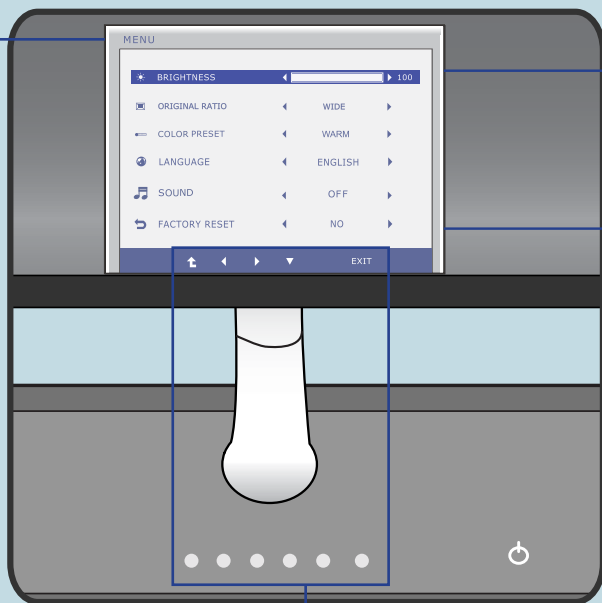 MENU
BRIGHTNESS 100
ORIGINAL RATIO WIDE
COLOR PRESET WARM
LANGUAGE ENGLISH
SOUND OFF
FACTORY RESET NO
EXIT